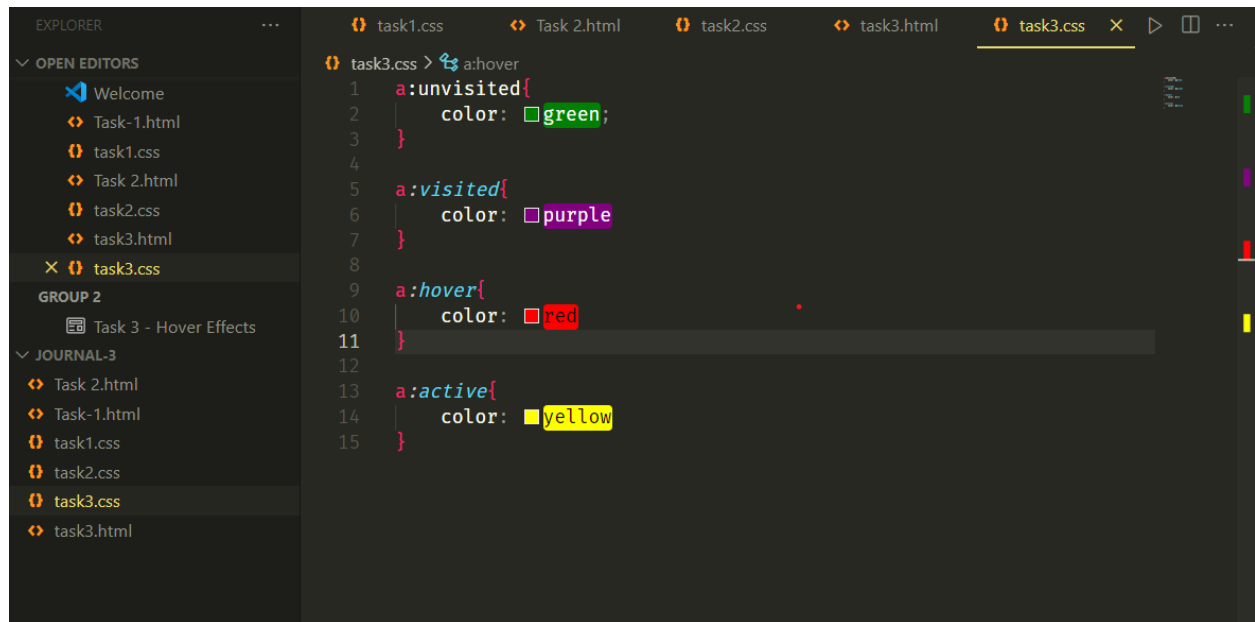 EXPLORER ···
task1.css Task 2.html task2.css task3.html task3.css × ···
OPEN EDITORS
Welcome
Task-1.html
task1.css
Task 2.html
task2.css
task3.html
× task3.css
GROUP 2
Task 3 - Hover Effects
JOURNAL-3
Task 2.html
Task-1.html
task1.css
task2.css
task3.css
task3.html
task3.css > a:hover
1 a:unvisited{
2 color: green;
3 }
4
5 a:visited{
6 color: purple
7 }
8
9 a:hover{
10 color: red
11 }
12
13 a:active{
14 color: yellow
15 }